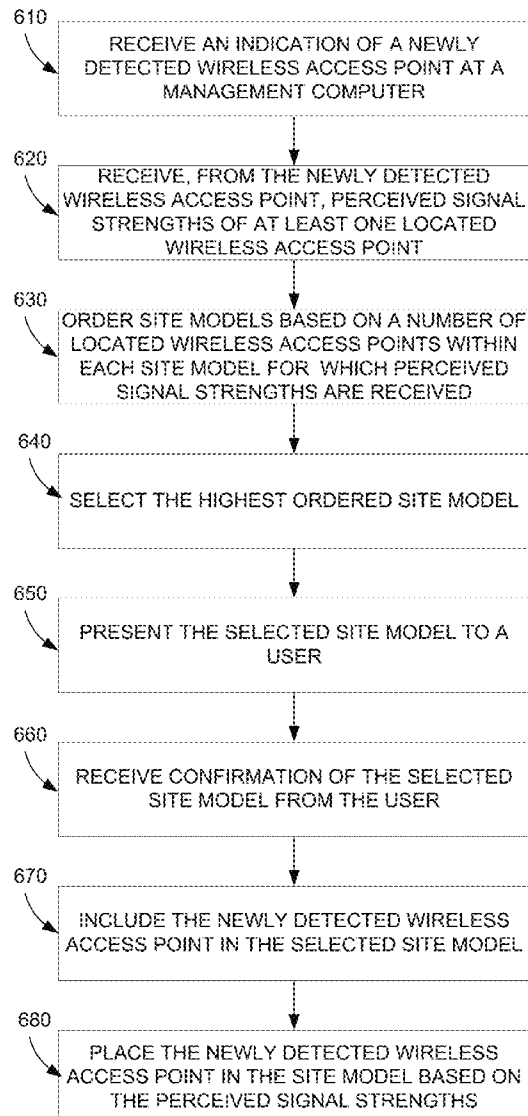 610
RECEIVE AN INDICATION OF A NEWLY
DETECTED WIRELESS ACCESS POINT AT A
MANAGEMENT COMPUTER
620
RECEIVE, FROM THE NEWLY DETECTED
WIRELESS ACCESS POINT, PERCEIVED SIGNAL
STRENGTHS OF AT LEAST ONE LOCATED
WIRELESS ACCESS POINT
630
ORDER SITE MODELS BASED ON A NUMBER OF
LOCATED WIRELESS ACCESS POINTS WITHIN
EACH SITE MODEL FOR WHICH PERCEIVED
SIGNAL STRENGTHS ARE RECEIVED
640
SELECT THE HIGHEST ORDERED SITE MODEL
650
PRESENT THE SELECTED SITE MODEL TO A
USER
660
RECEIVE CONFIRMATION OF THE SELECTED
SITE MODEL FROM THE USER
670
INCLUDE THE NEWLY DETECTED WIRELESS
ACCESS POINT IN THE SELECTED SITE MODEL
680
PLACE THE NEWLY DETECTED WIRELESS
ACCESS POINT IN THE SITE MODEL BASED ON
THE PERCEIVED SIGNAL STRENGTHS